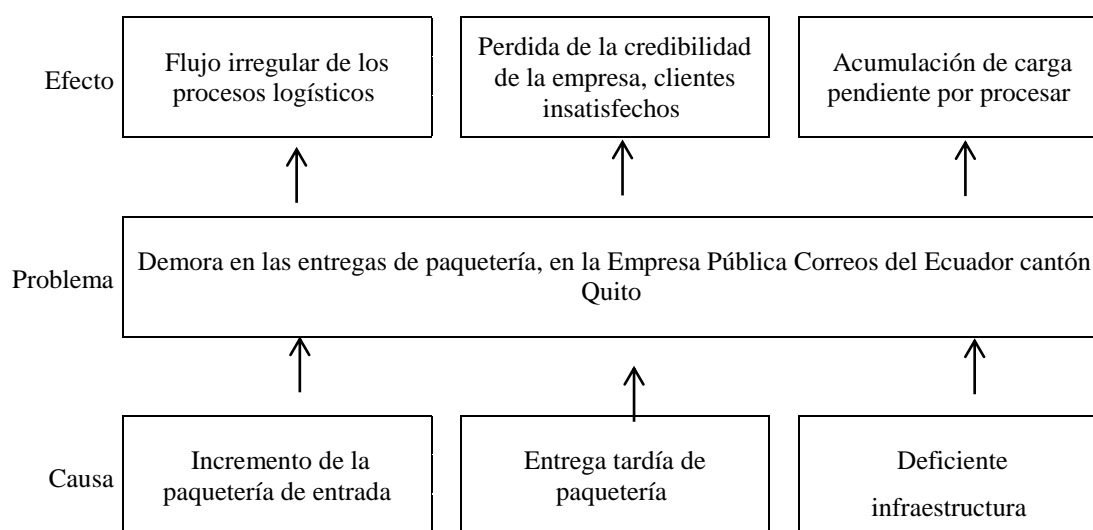 Efecto
Flujo irregular de los
procesos logísticos
Perdida de la credibilidad
de la empresa, clientes
insatisfechos
Acumulación de carga
pendiente por procesar
Problema
Demora en las entregas de paquetería, en la Empresa Pública Correos del Ecuador cantón
Quito
Causa
Incremento de la
paquetería de entrada
Entrega tardía de
paquetería
Deficiente
infraestructura